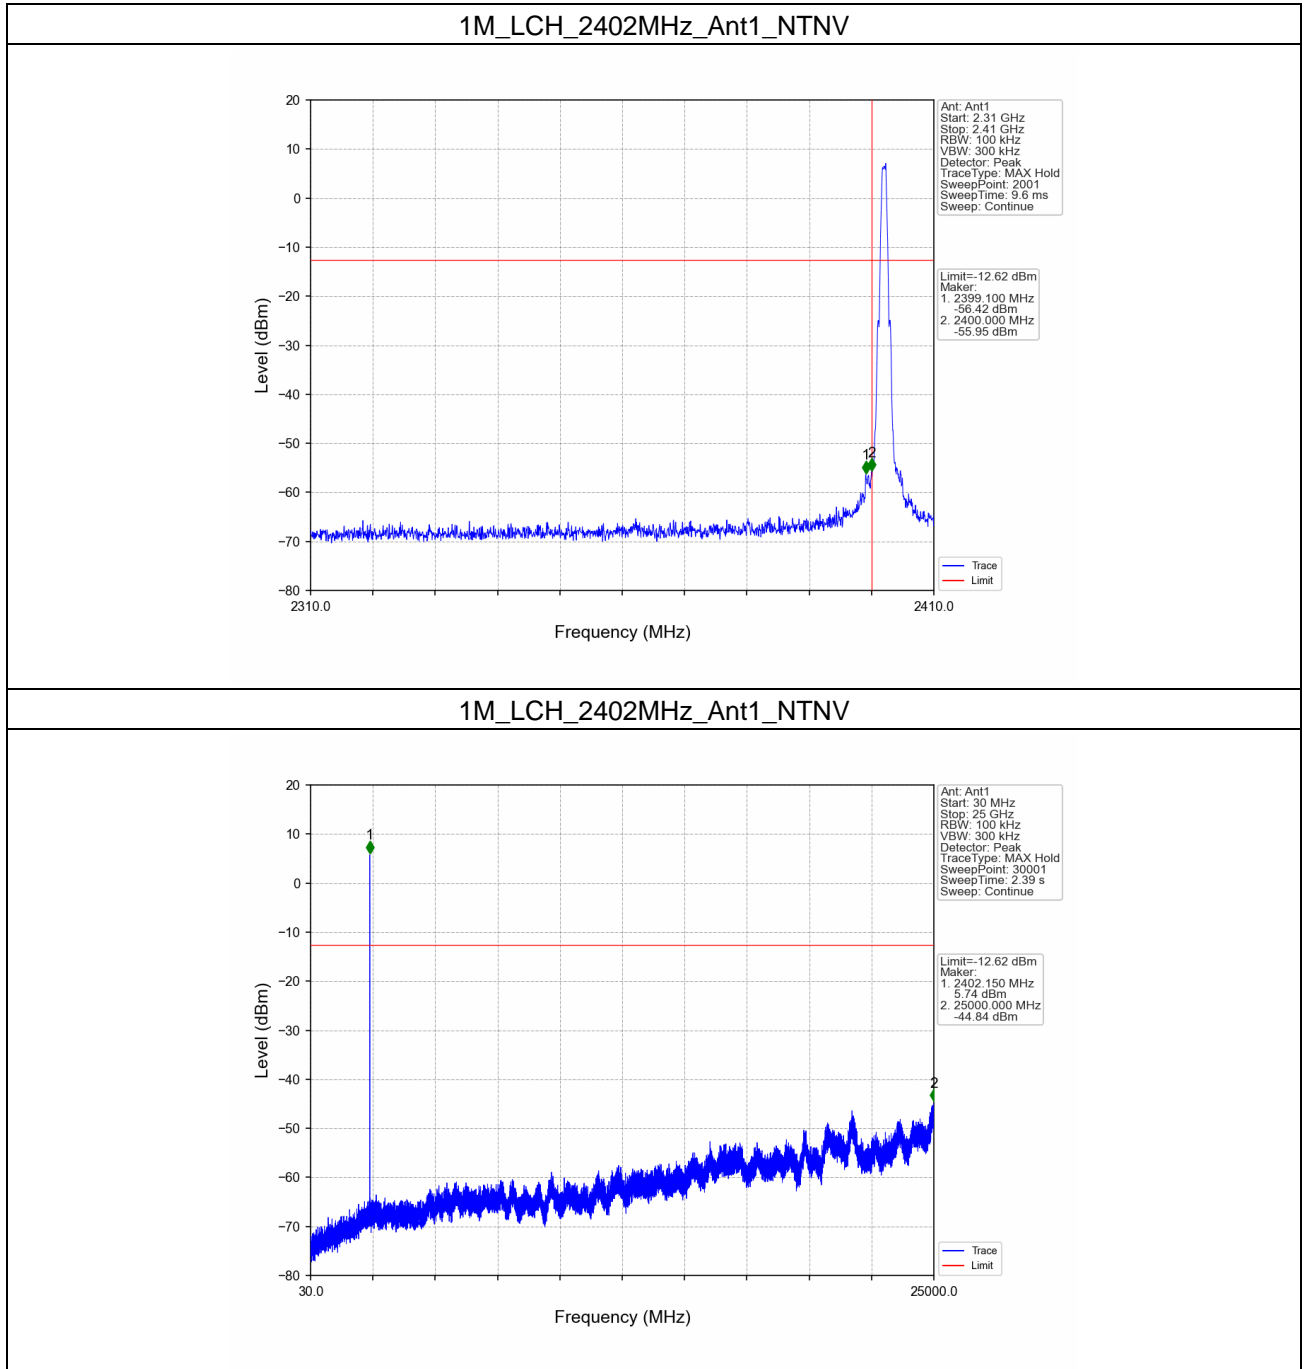 1M_LCH_2402MHz_Ant1_NTNV
20
10
0
−10
−20
−30
−40
−50
−60
−70
−80
Level (dBm)
2310.0
2410.0
Frequency (MHz)
1
2
Ant: Ant1
Start: 2.31 GHz
Stop: 2.41 GHz
RBW: 100 kHz
VBW: 300 kHz
Detector: Peak
TraceType: MAX Hold
SweepPoint: 2001
SweepTime: 9.6 ms
Sweep: Continue
Limit=-12.62 dBm
Maker:
1. 2399.100 MHz
-56.42 dBm
2. 2400.000 MHz
-55.95 dBm
Trace
Limit
1M_LCH_2402MHz_Ant1_NTNV
20
10
0
−10
−20
−30
−40
−50
−60
−70
−80
Level (dBm)
30.0
25000.0
Frequency (MHz)
1
2
Ant: Ant1
Start: 30 MHz
Stop: 25 GHz
RBW: 100 kHz
VBW: 300 kHz
Detector: Peak
TraceType: MAX Hold
SweepPoint: 30001
SweepTime: 2.39 s
Sweep: Continue
Limit=-12.62 dBm
Maker:
1. 2402.150 MHz
5.74 dBm
2. 25000.000 MHz
-44.84 dBm
Trace
Limit